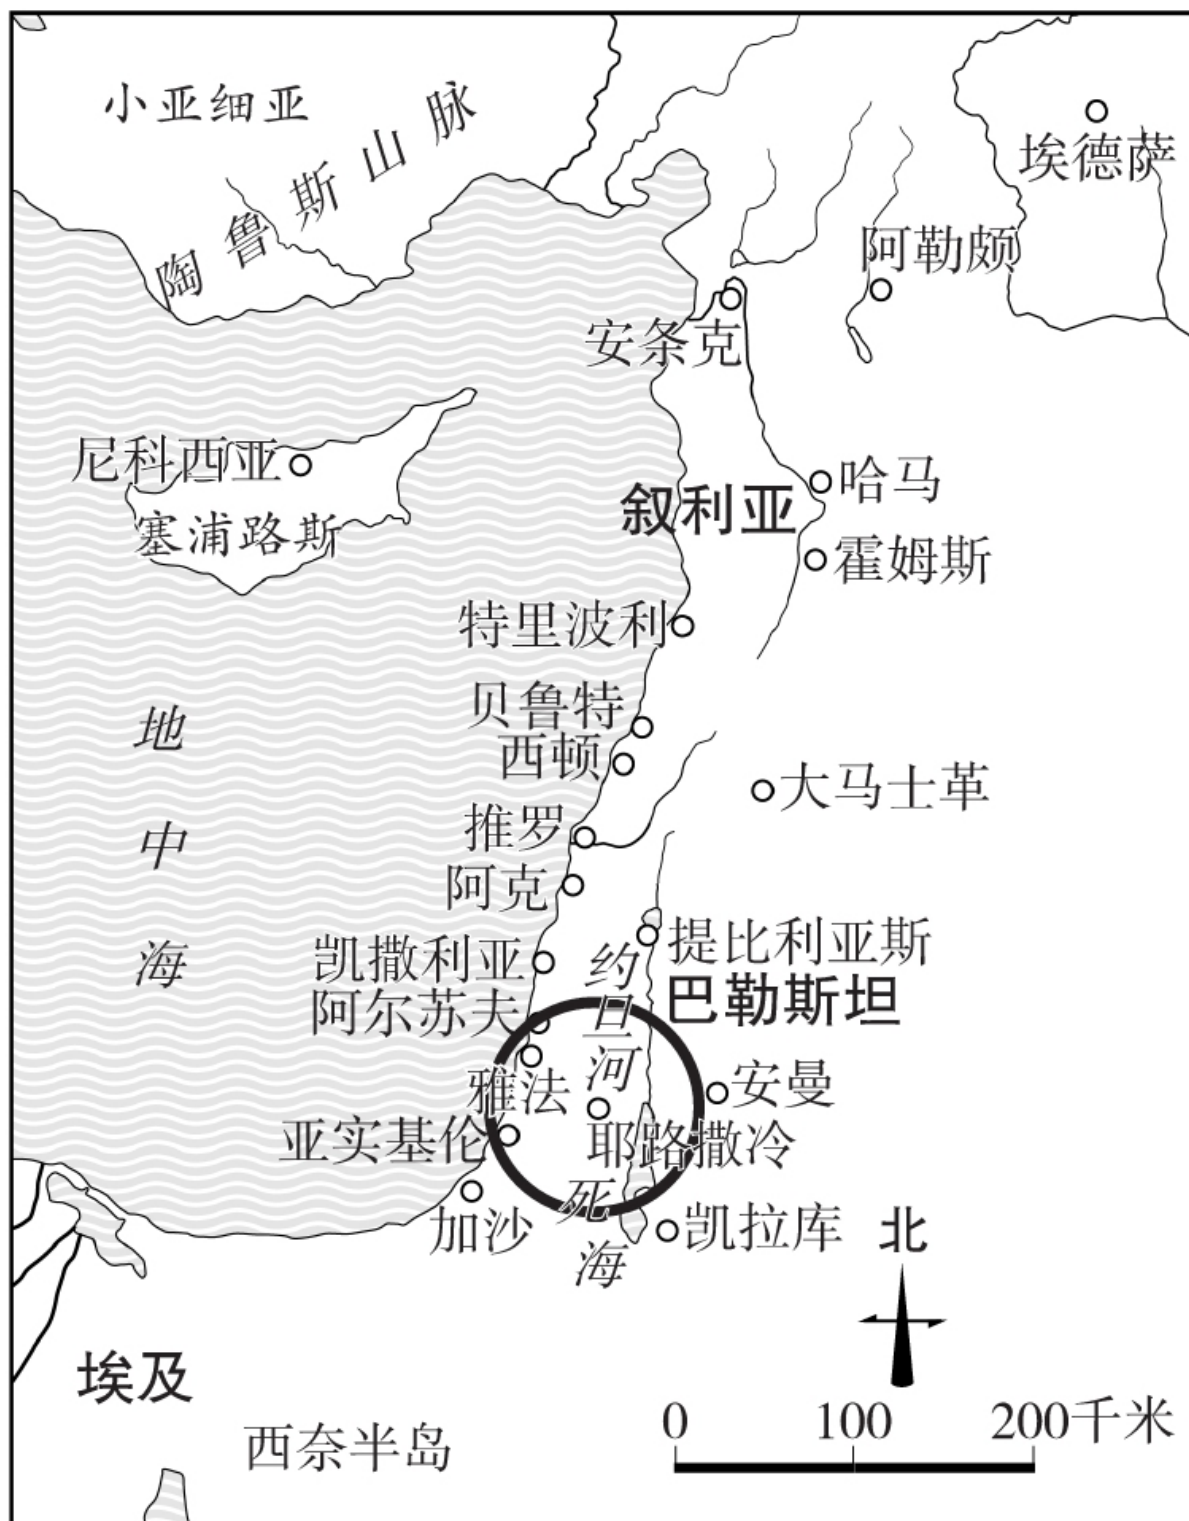 小亚细亚
陶鲁斯山脉
埃德萨
阿勒颇
安条克
尼科西亚
塞浦路斯
叙利亚
哈马
霍姆斯
特里波利
贝鲁特
西顿
大马士革
推罗
阿克
地中海
凯撒利亚
提比利亚斯
约旦河
巴勒斯坦
阿尔苏夫
雅法
安曼
亚实基伦
耶路撒冷
加沙
死海
凯拉库
北
埃及
西奈半岛
0 100 200千米